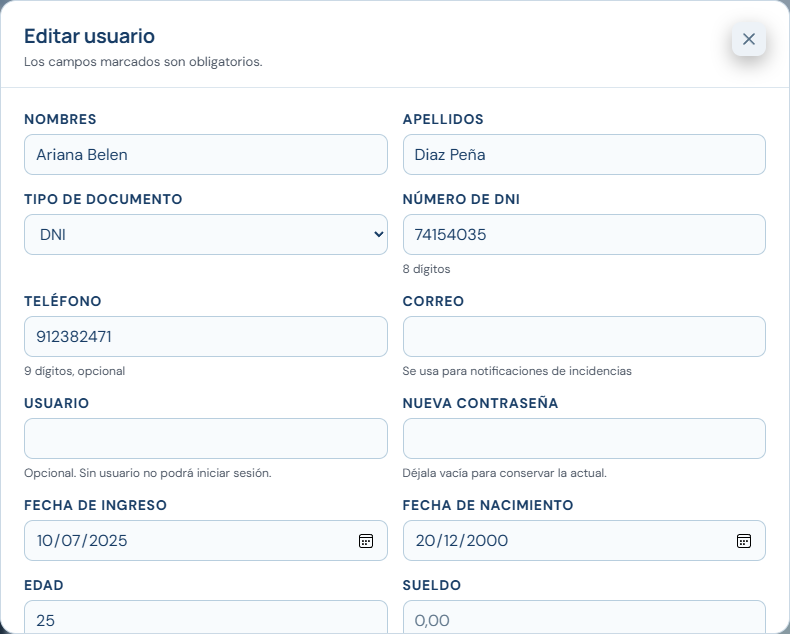 Editar usuario
Los campos marcados son obligatorios.
NOMBRES
APELLIDOS
Ariana Belen
Diaz Peña
TIPO DE DOCUMENTO
NÚMERO DE DNI
DNI
74154035
8 dígitos
TELÉFONO
CORREO
912382471
9 dígitos, opcional
Se usa para notificaciones de incidencias
USUARIO
NUEVA CONTRASEÑA
Opcional. Sin usuario no podrá iniciar sesión.
Déjala vacía para conservar la actual.
FECHA DE INGRESO
FECHA DE NACIMIENTO
10/07/2025
20/12/2000
EDAD
SUELDO
25
0,00